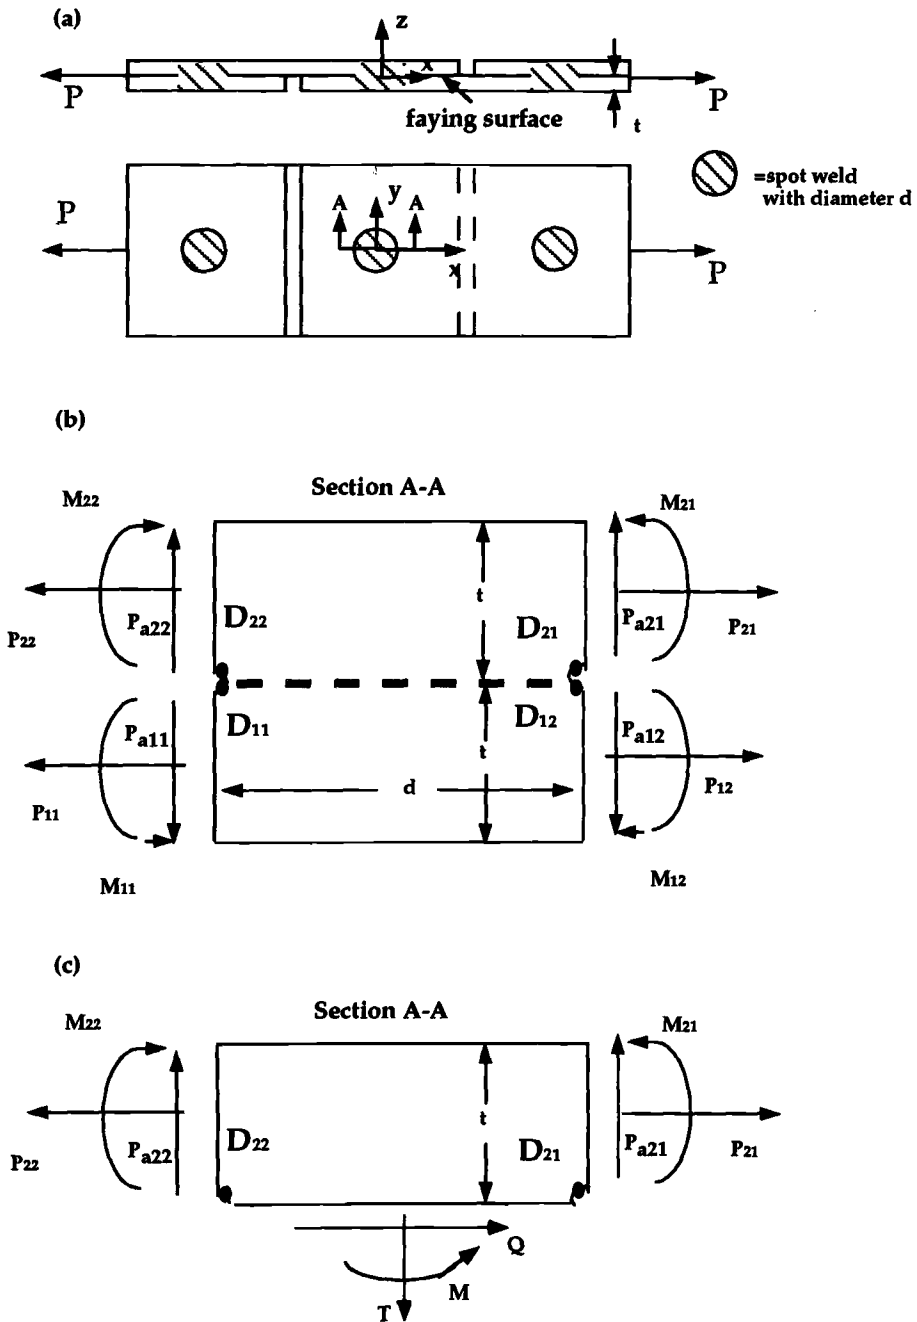 (a)
z
x
P
P
faying surface
t
=spot weld
with diameter d
P
A
y
A
x
P
(b)
Section A-A
M22
M21
t
P22
Pa22
D22
D21
Pa21
P21
D11
D12
Pa11
t
Pa12
P11
d
P12
M11
M12
(c)
Section A-A
M22
M21
t
P22
Pa22
D22
D21
Pa21
P21
Q
M
T